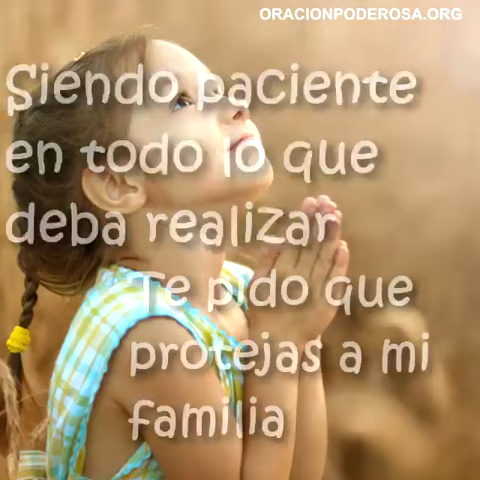 ORACIONPODEROSA.ORG
Siendo paciente
en todo lo que
deba realizar
Te pido que
protejas a mi
familia